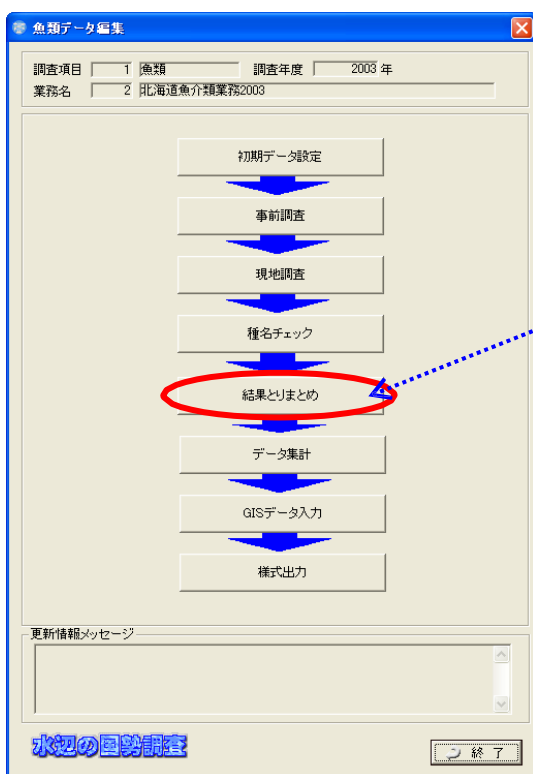 魚類データ編集
調査項目 1 魚類 調査年度 2003 年
業務名 2 北海道魚介類業務2003
初期データ設定
事前調査
現地調査
種名チェック
結果とりまとめ
データ集計
GISデータ入力
様式出力
更新情報メッセージ
水辺の国勢調査
終 了